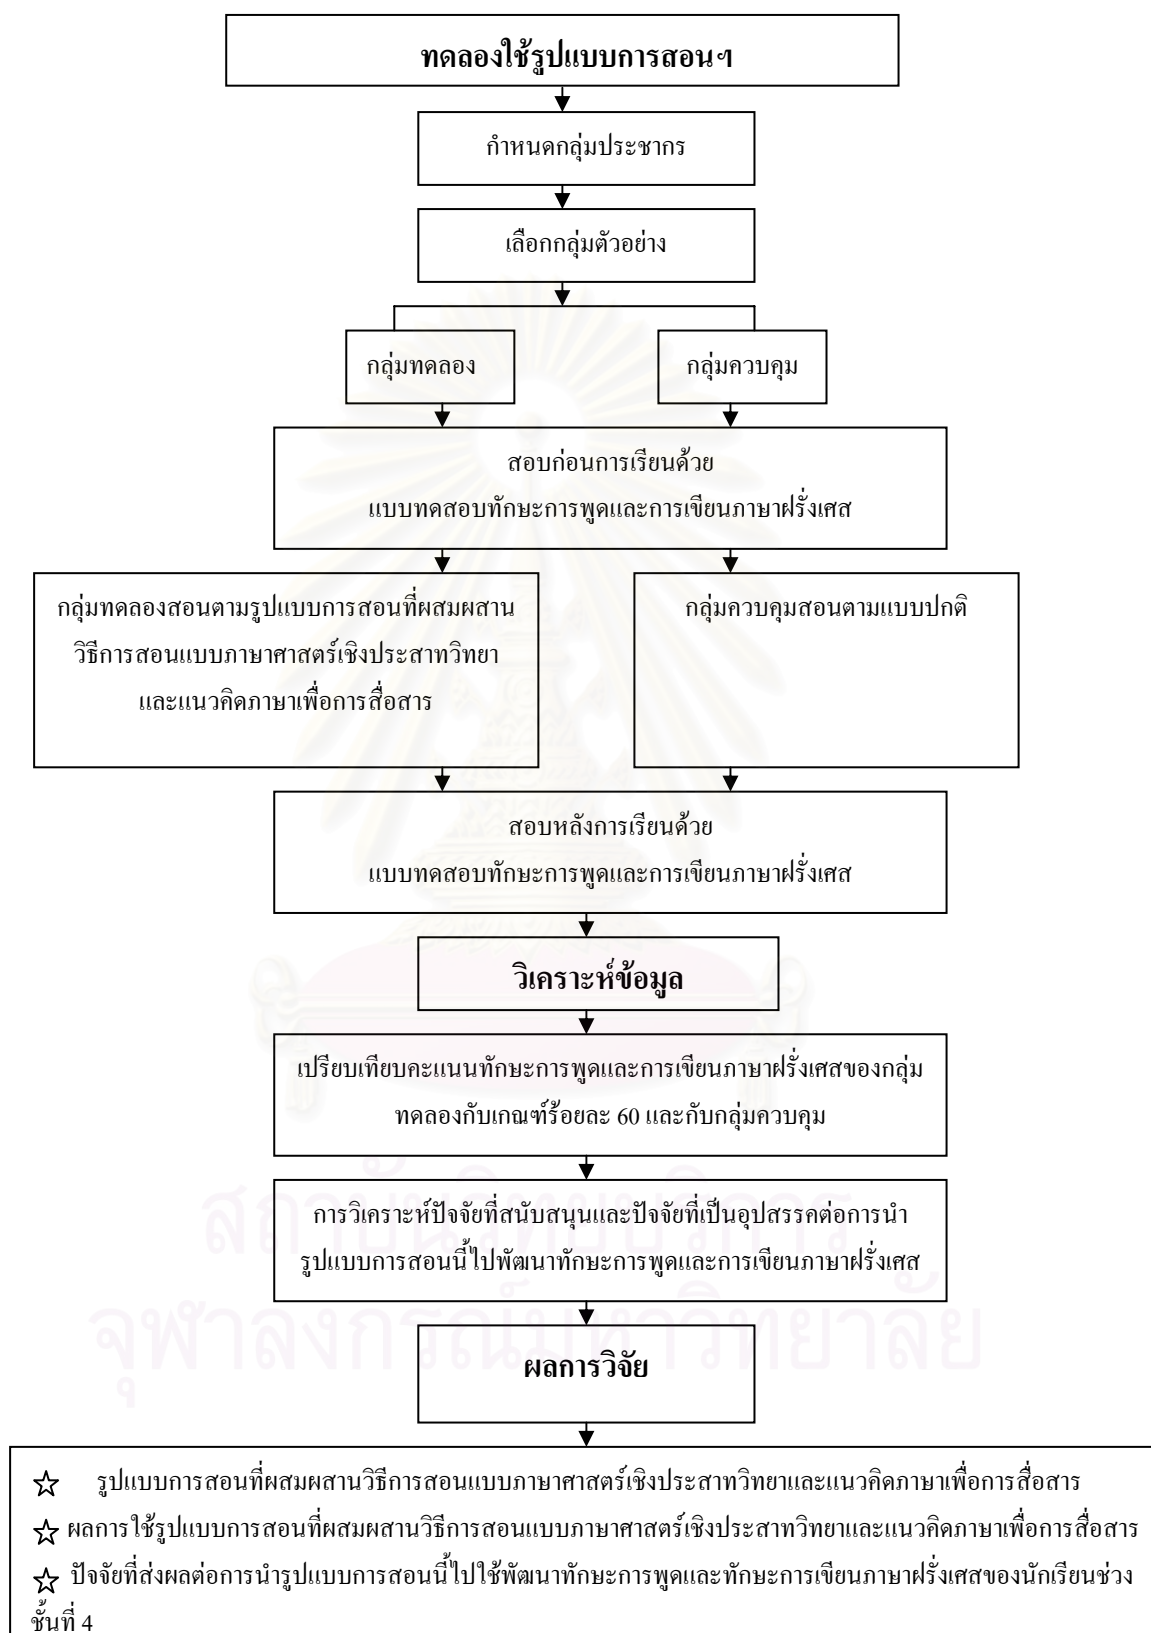 ทดลองใช้รูปแบบการสอนฯ
กำหนดกลุ่มประชากร
เลือกกลุ่มตัวอย่าง
กลุ่มทดลอง
กลุ่มควบคุม
สอบก่อนการเรียนด้วย
แบบทดสอบทักษะการพูดและการเขียนภาษาฝรั่งเศส
กลุ่มทดลองสอนตามรูปแบบการสอนที่ผสมผสาน
วิธีการสอนแบบภาษาศาสตร์เชิงประสาทวิทยา
และแนวคิดภาษาเพื่อการสื่อสาร
กลุ่มควบคุมสอนตามแบบปกติ
สอบหลังการเรียนด้วย
แบบทดสอบทักษะการพูดและการเขียนภาษาฝรั่งเศส
วิเคราะห์ข้อมูล
เปรียบเทียบคะแนนทักษะการพูดและการเขียนภาษาฝรั่งเศสของกลุ่ม
ทดลองกับเกณฑ์ร้อยละ 60 และกับกลุ่มควบคุม
การวิเคราะห์ปัจจัยที่สนับสนุนและปัจจัยที่เป็นอุปสรรคต่อการนำ
รูปแบบการสอนนี้ไปพัฒนาทักษะการพูดและการเขียนภาษาฝรั่งเศส
สถาบันวิทยบริการ
จุฬาลงกรณ์มหาวิทยาลัย
ผลการวิจัย
รูปแบบการสอนที่ผสมผสานวิธีการสอนแบบภาษาศาสตร์เชิงประสาทวิทยาและแนวคิดภาษาเพื่อการสื่อสาร
ผลการใช้รูปแบบการสอนที่ผสมผสานวิธีการสอนแบบภาษาศาสตร์เชิงประสาทวิทยาและแนวคิดภาษาเพื่อการสื่อสาร
ปัจจัยที่ส่งผลต่อการนำรูปแบบการสอนนี้ไปใช้พัฒนาทักษะการพูดและทักษะการเขียนภาษาฝรั่งเศสของนักเรียนช่วง
ชั้นที่ 4